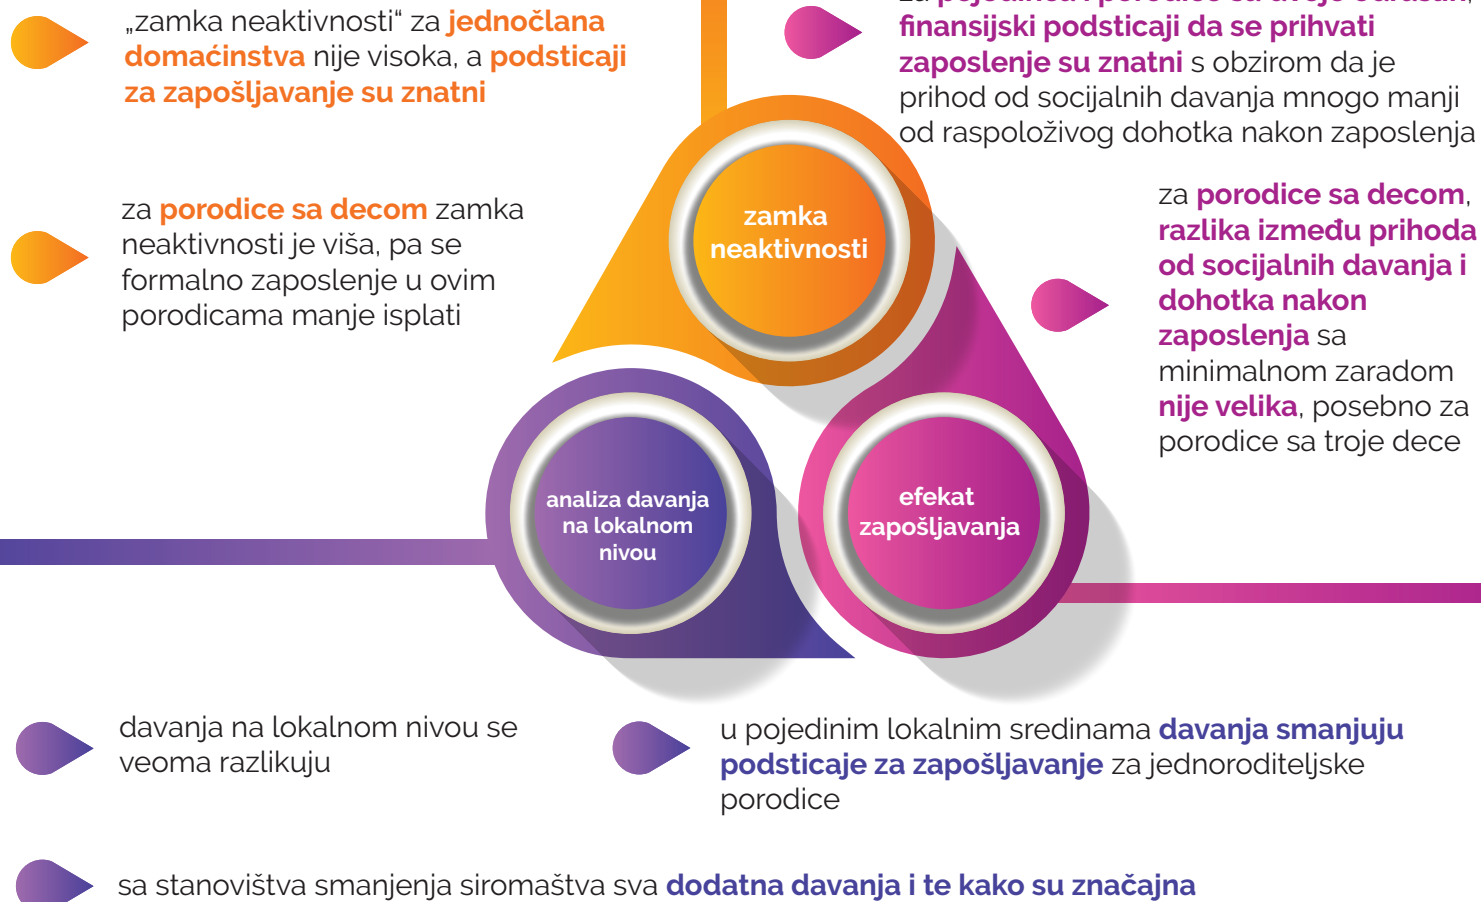 „zamka neaktivnosti“ za jednočlana
domaćinstva nije visoka, a podsticaji
za zapošljavanje su znatni
za porodice sa decom zamka
neaktivnosti je viša, pa se
formalno zaposlenje u ovim
porodicama manje isplati
finansijski podsticaji da se prihvati
zaposlenje su znatni s obzirom da je
prihod od socijalnih davanja mnogo manji
od raspoloživog dohotka nakon zaposlenja
za porodice sa decom,
razlika između prihoda
od socijalnih davanja i
dohotka nakon
zaposlenja sa
minimalnom zaradom
nije velika, posebno za
porodice sa troje dece
zamka
neaktivnosti
analiza davanja
na lokalnom
nivou
efekat
zapošljavanja
davanja na lokalnom nivou se
veoma razlikuju
u pojedinim lokalnim sredinama davanja smanjuju
podsticaje za zapošljavanje za jednoroditeljske
porodice
sa stanovištva smanjenja siromaštva sva dodatna davanja i te kako su značajna